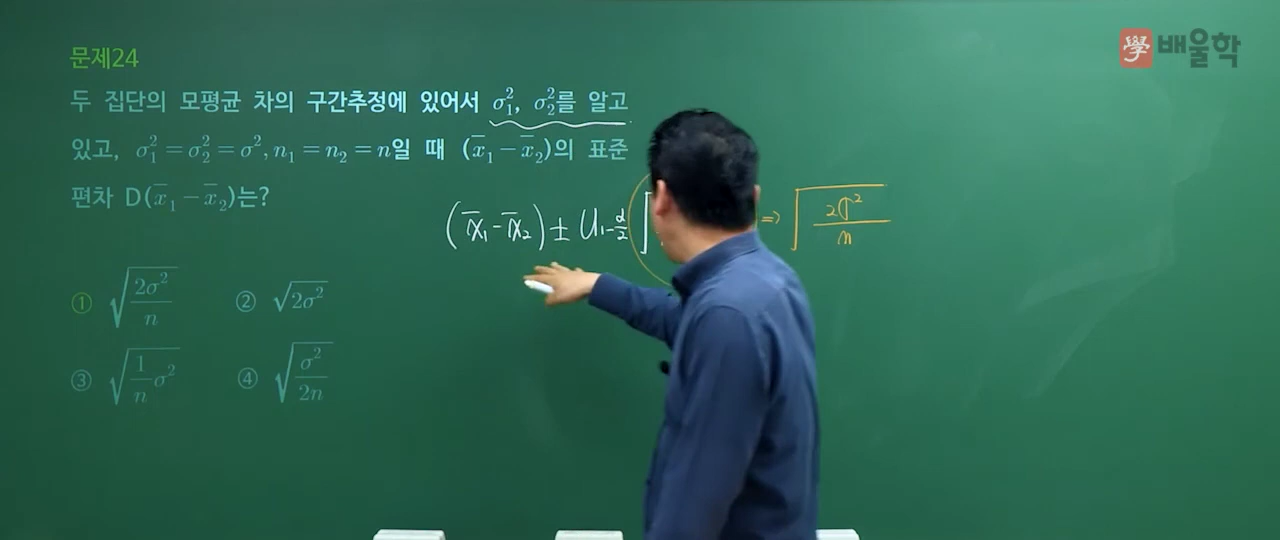 學 배울학
문제24
두 집단의 모평균 차의 구간추정에 있어서 σ₁², σ₂²를 알고
있고, σ₁² = σ₂² = σ², n₁ = n₂ = n일 때 (x̄₁ − x̄₂)의 표준
편차 D(x̄₁ − x̄₂)는?
(x̄₁ − x̄₂) ± U₁₋α/₂ √ ⇒ √(2σ²/n)
① √(2σ²/n) ② √(2σ²)
③ √(1/n σ²) ④ √(σ²/2n)